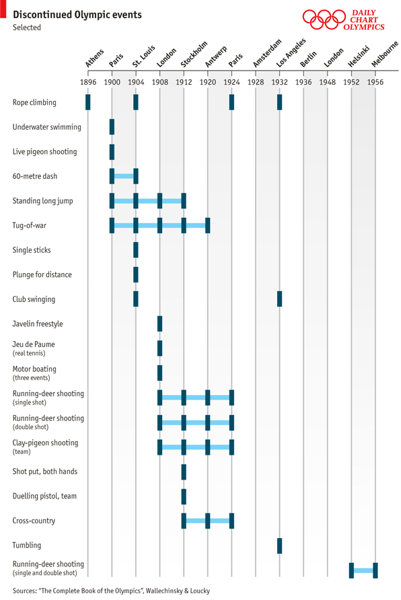 Discontinued Olympic events
Selected
DAILY
CHART
OLYMPICS
Athens Paris St. Louis London Stockholm Antwerp Paris Amsterdam Los Angeles Berlin London Helsinki Melbourne
1896 1900 1904 1908 1912 1920 1924 1928 1932 1936 1948 1952 1956
Rope climbing
Underwater swimming
Live pigeon shooting
60-metre dash
Standing long jump
Tug-of-war
Single sticks
Plunge for distance
Club swinging
Javelin freestyle
Jeu de Paume
(real tennis)
Motor boating
(three events)
Running-deer shooting
(single shot)
Running-deer shooting
(double shot)
Clay-pigeon shooting
(team)
Shot put, both hands
Duelling pistol, team
Cross-country
Tumbling
Running-deer shooting
(single and double shot)
Sources: "The Complete Book of the Olympics", Wallechinsky & Loucky